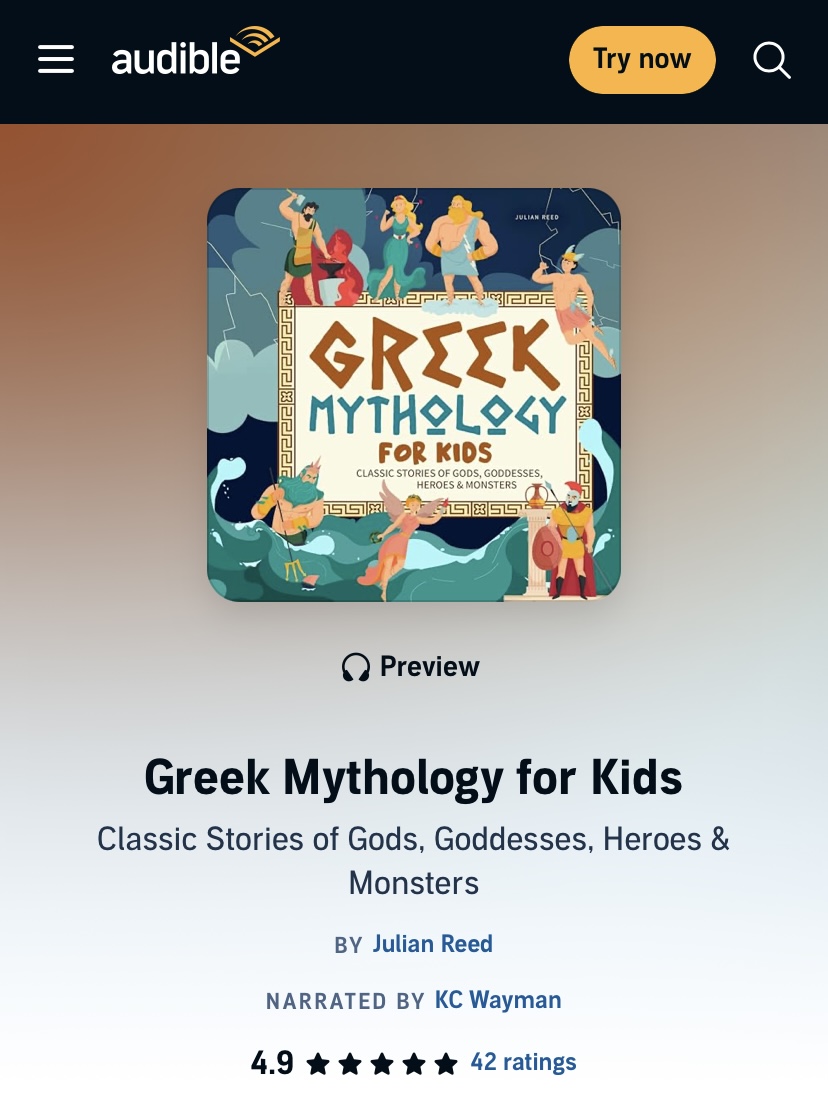 audible
Try now
JULIAN REED
GREEK
MYTHOLOGY
FOR KIDS
CLASSIC STORIES OF GODS, GODDESSES,
HEROES & MONSTERS
Preview
Greek Mythology for Kids
Classic Stories of Gods, Goddesses, Heroes &
Monsters
BY Julian Reed
NARRATED BY KC Wayman
4.9 42 ratings